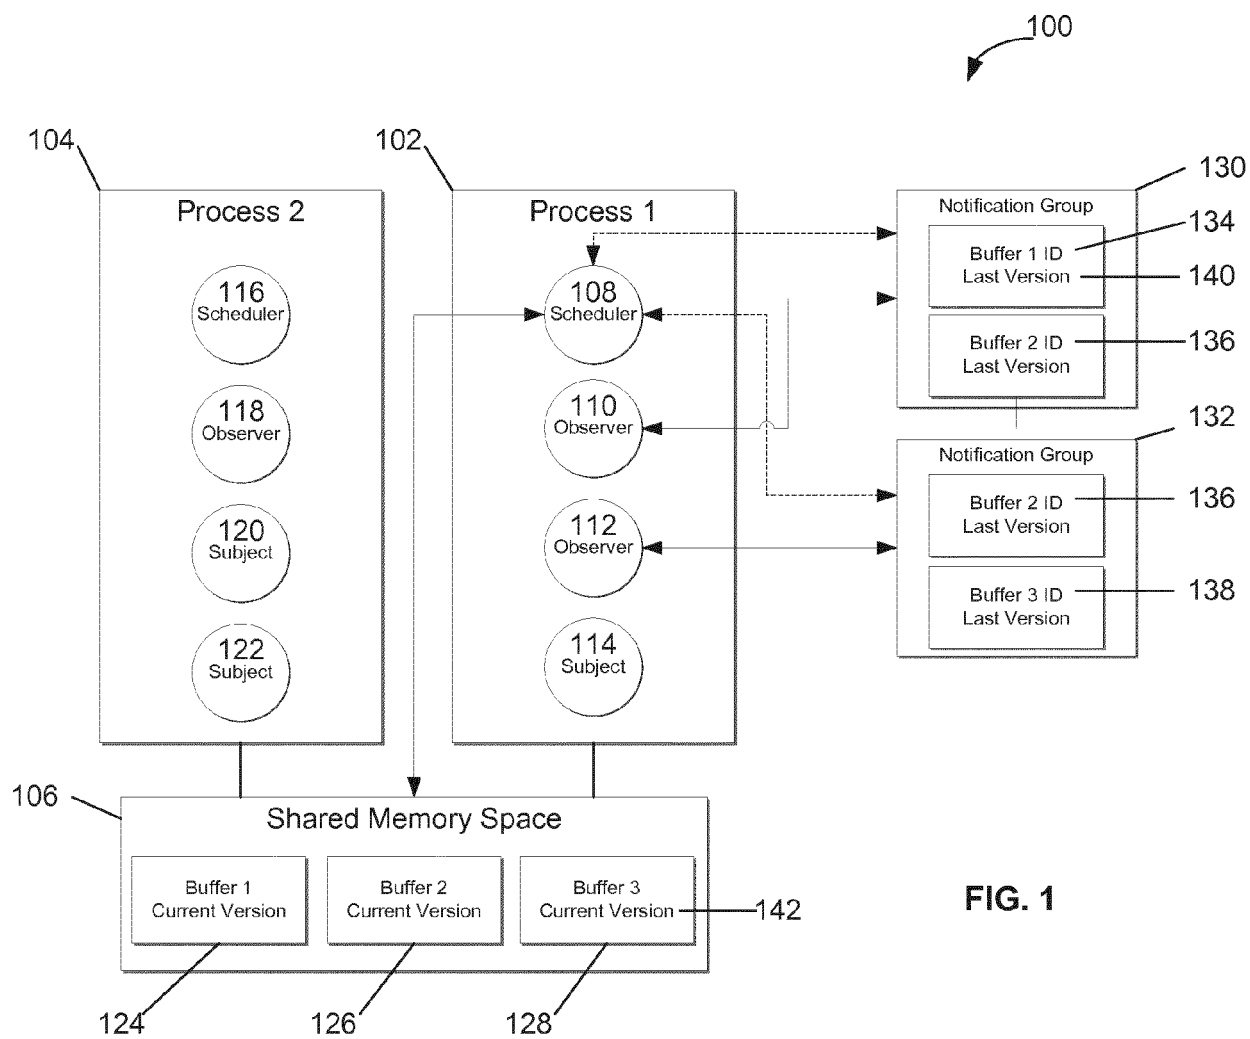 100
104
102
130
Process 2
Process 1
Notification Group
134
Buffer 1 ID
Last Version
140
116
Scheduler
108
Scheduler
Buffer 2 ID
136
Last Version
118
Observer
110
Observer
132
Notification Group
Buffer 2 ID
136
Last Version
120
Subject
112
Observer
Buffer 3 ID
138
Last Version
122
Subject
114
Subject
106
Shared Memory Space
Buffer 1
Current Version
Buffer 2
Current Version
Buffer 3
Current Version
142
FIG. 1
124
126
128